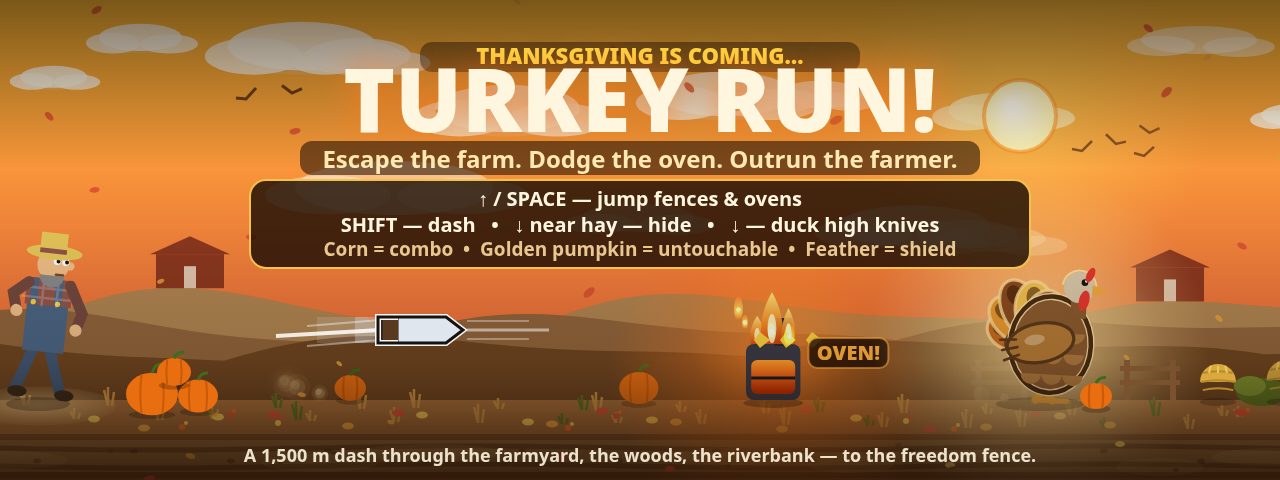 THANKSGIVING IS COMING...
TURKEY RUN!
Escape the farm. Dodge the oven. Outrun the farmer.
↑ / SPACE — jump fences & ovens
SHIFT — dash • ↓ near hay — hide • ↓ — duck high knives
Corn = combo • Golden pumpkin = untouchable • Feather = shield
OVEN!
A 1,500 m dash through the farmyard, the woods, the riverbank — to the freedom fence.